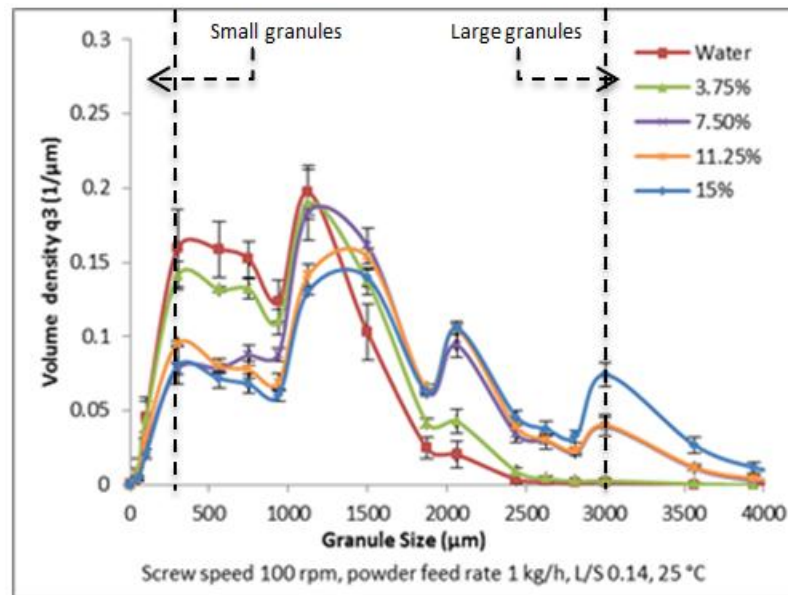 Small granules
Large granules
0.3
0.25
0.2
0.15
0.1
0.05
0
Volume density q3 (1/µm)
Water
3.75%
7.50%
11.25%
15%
0 500 1000 1500 2000 2500 3000 3500 4000
Granule Size (µm)
Screw speed 100 rpm, powder feed rate 1 kg/h, L/S 0.14, 25 °C